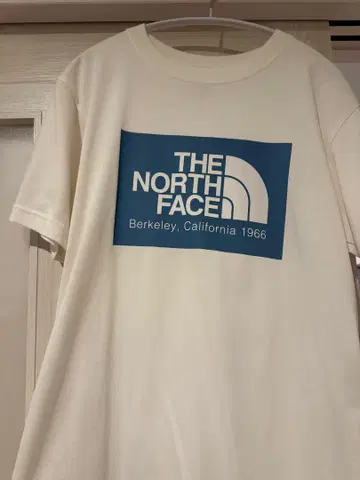 THE
NORTH
FACE
Berkeley, California 1966